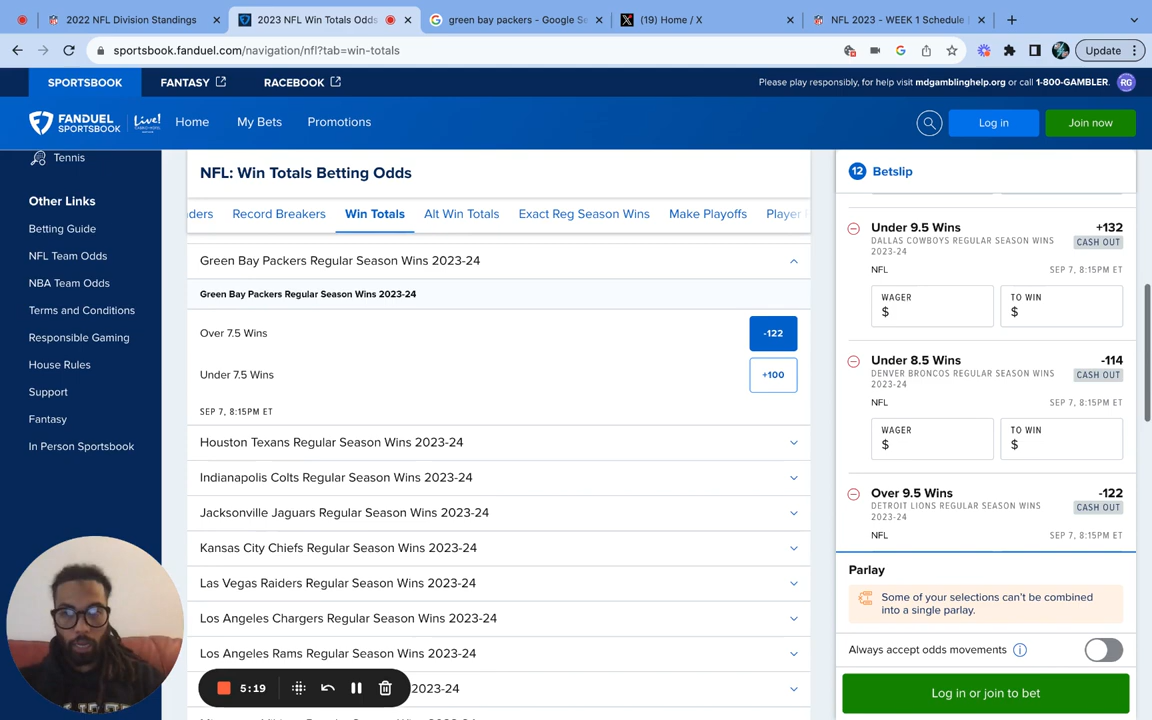 2022 NFL Division Standings
2023 NFL Win Totals Odds
green bay packers - Google Se
(19) Home / X
NFL 2023 - WEEK 1 Schedule
sportsbook.fanduel.com/navigation/nfl?tab=win-totals
Update
SPORTSBOOK
FANTASY
RACEBOOK
Please play responsibly, for help visit mdgamblinghelp.org or call 1-800-GAMBLER.
RG
FANDUEL
SPORTSBOOK
Live!
Home
My Bets
Promotions
Log in
Join now
Tennis
Other Links
Betting Guide
NFL Team Odds
NBA Team Odds
Terms and Conditions
Responsible Gaming
House Rules
Support
Fantasy
In Person Sportsbook
NFL: Win Totals Betting Odds
ders
Record Breakers
Win Totals
Alt Win Totals
Exact Reg Season Wins
Make Playoffs
Player
Green Bay Packers Regular Season Wins 2023-24
Green Bay Packers Regular Season Wins 2023-24
Over 7.5 Wins
-122
Under 7.5 Wins
+100
SEP 7, 8:15PM ET
Houston Texans Regular Season Wins 2023-24
Indianapolis Colts Regular Season Wins 2023-24
Jacksonville Jaguars Regular Season Wins 2023-24
Kansas City Chiefs Regular Season Wins 2023-24
Las Vegas Raiders Regular Season Wins 2023-24
Los Angeles Chargers Regular Season Wins 2023-24
Los Angeles Rams Regular Season Wins 2023-24
2023-24
5:19
12 Betslip
Under 9.5 Wins +132
DALLAS COWBOYS REGULAR SEASON WINS
2023-24
CASH OUT
NFL SEP 7, 8:15PM ET
WAGER
$
TO WIN
$
Under 8.5 Wins -114
DENVER BRONCOS REGULAR SEASON WINS
2023-24
CASH OUT
NFL SEP 7, 8:15PM ET
WAGER
$
TO WIN
$
Over 9.5 Wins -122
DETROIT LIONS REGULAR SEASON WINS
2023-24
CASH OUT
NFL SEP 7, 8:15PM ET
Parlay
Some of your selections can't be combined
into a single parlay.
Always accept odds movements
Log in or join to bet